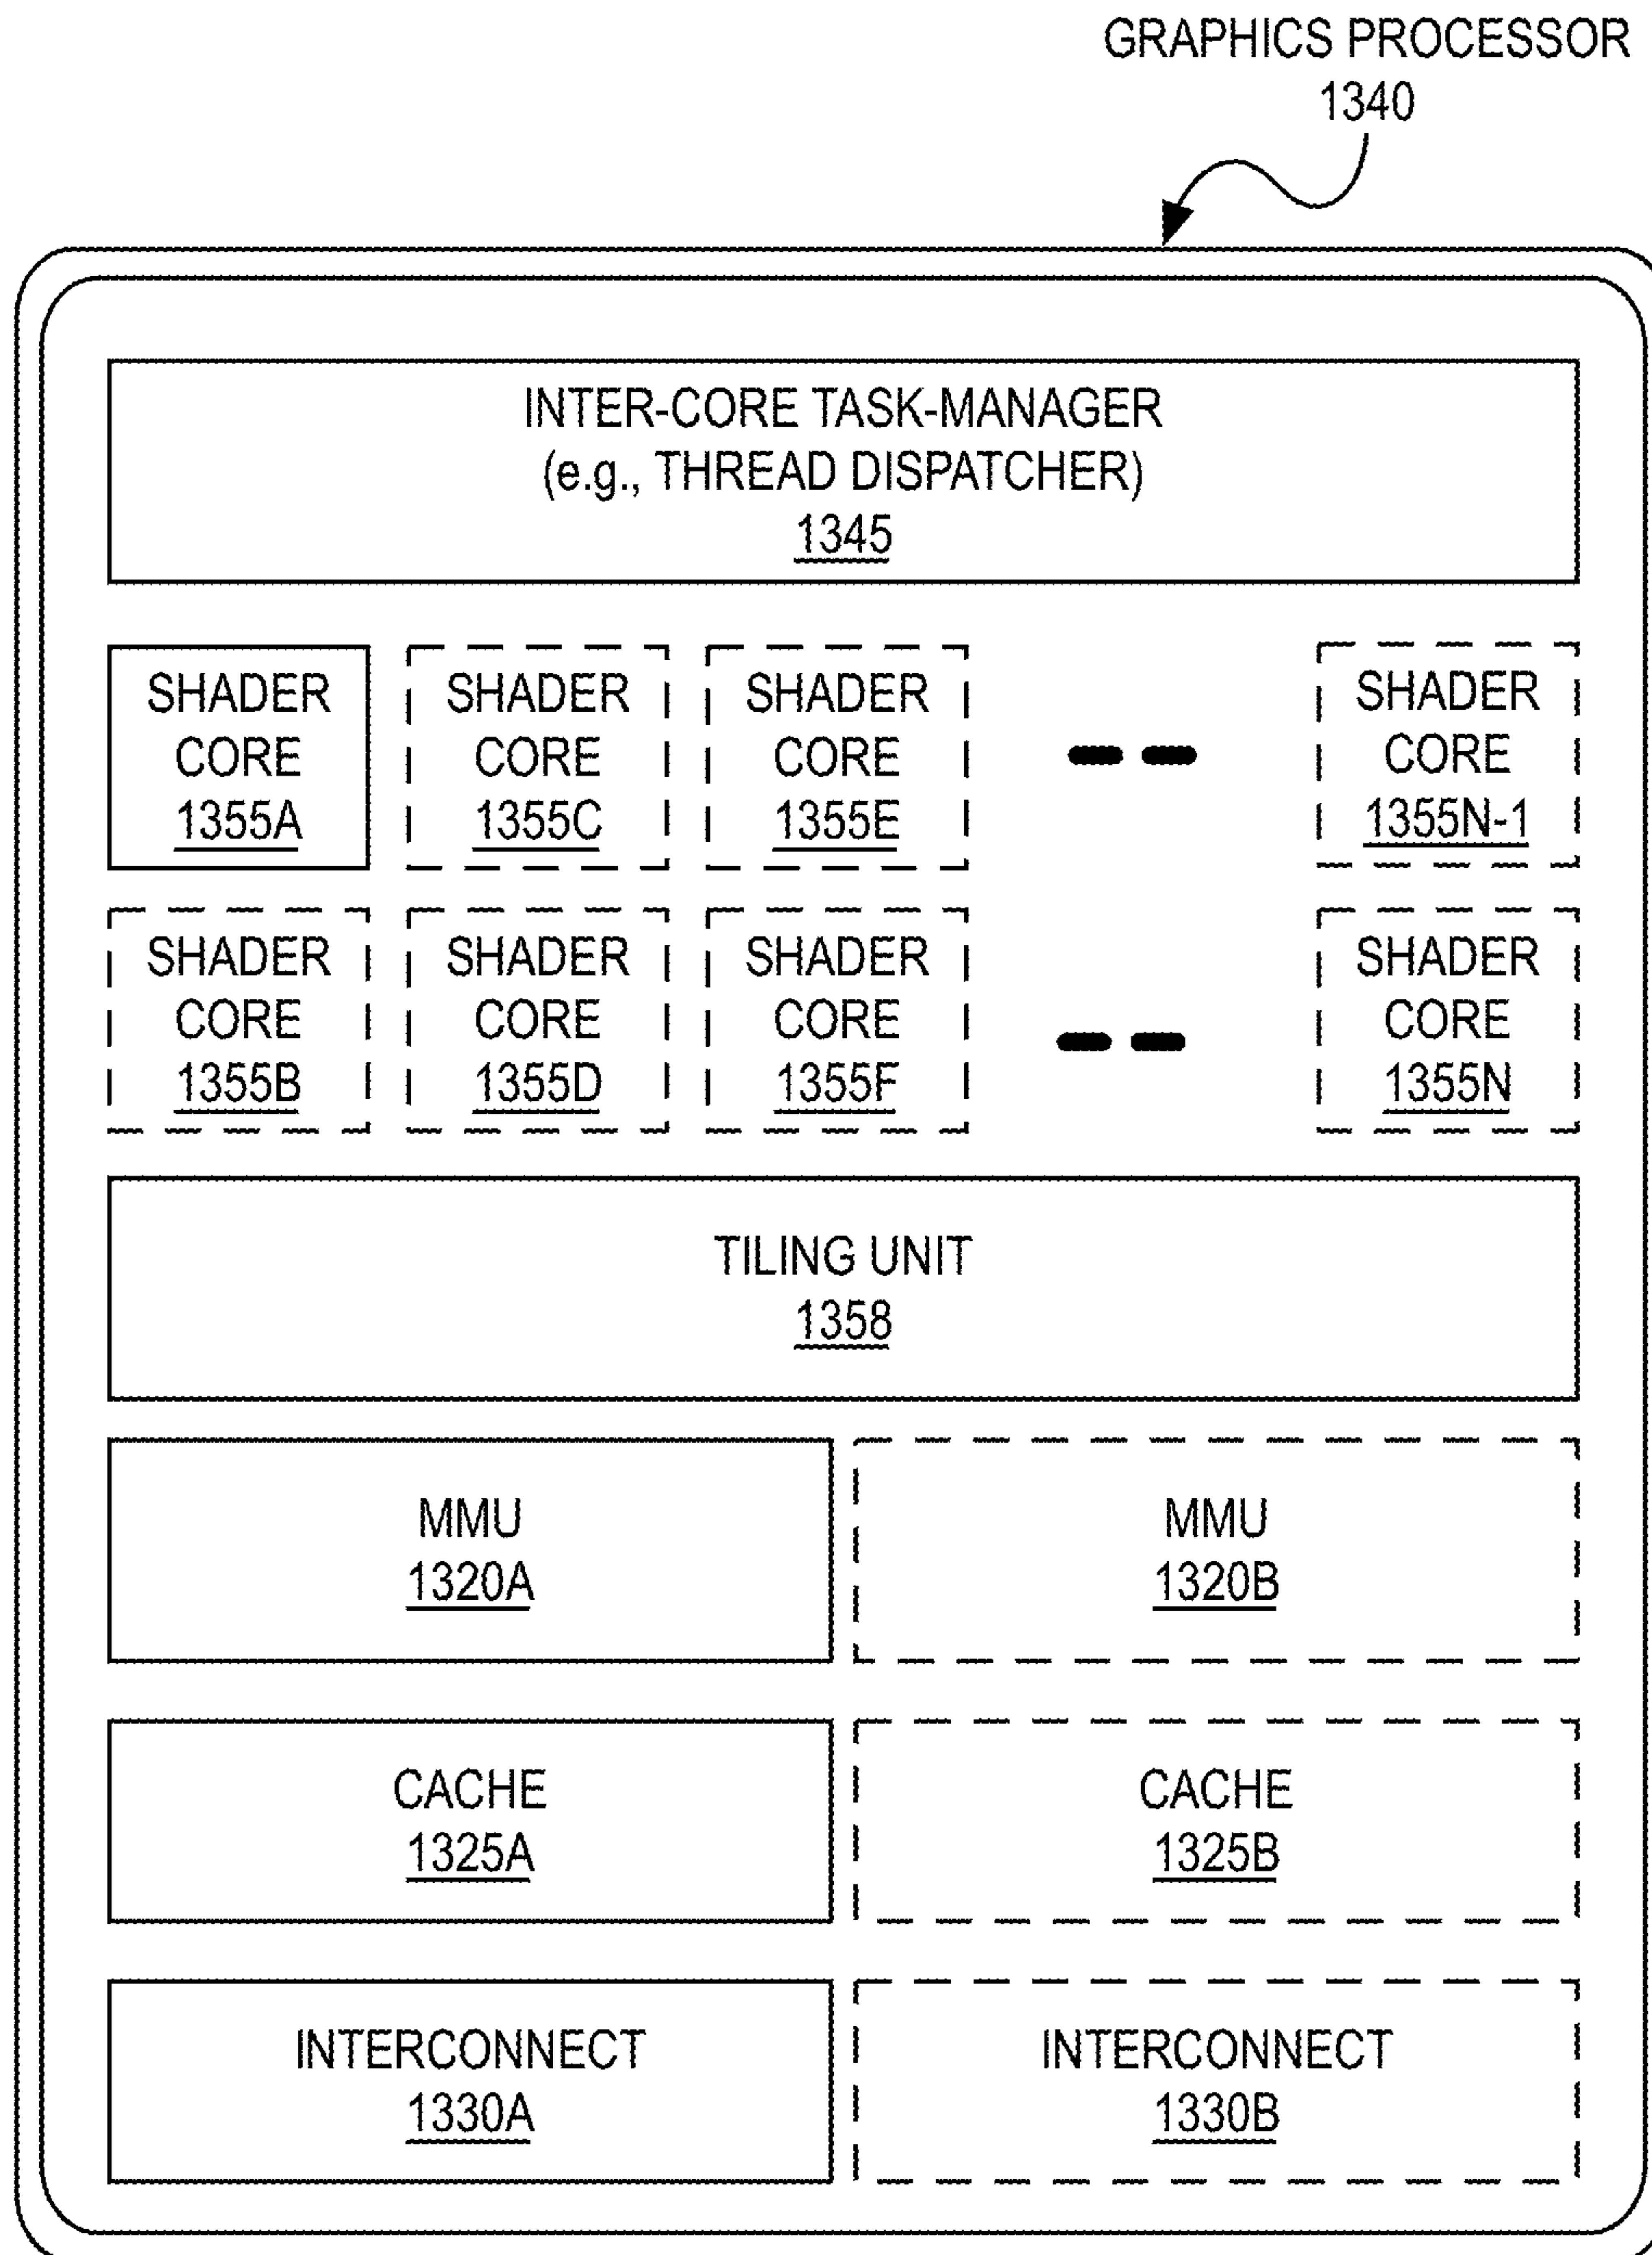 GRAPHICS PROCESSOR
1340
INTER-CORE TASK-MANAGER
(e.g., THREAD DISPATCHER)
1345
SHADER
CORE
1355A
SHADER
CORE
1355C
SHADER
CORE
1355E
SHADER
CORE
1355N-1
SHADER
CORE
1355B
SHADER
CORE
1355D
SHADER
CORE
1355F
SHADER
CORE
1355N
TILING UNIT
1358
MMU
1320A
MMU
1320B
CACHE
1325A
CACHE
1325B
INTERCONNECT
1330A
INTERCONNECT
1330B